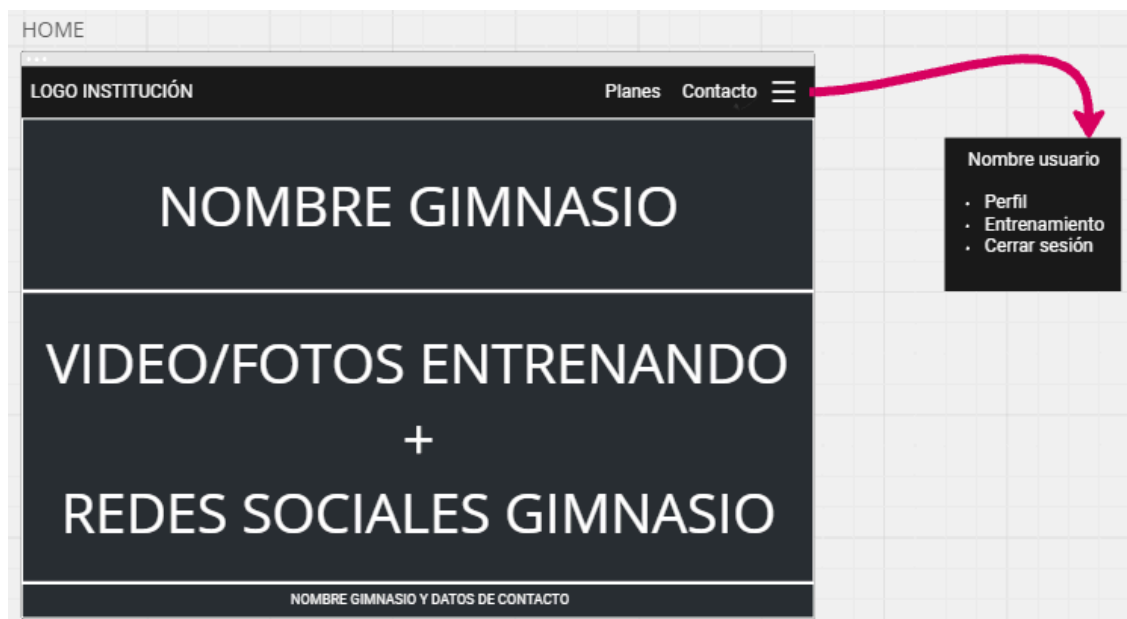 HOME
LOGO INSTITUCIÓN Planes Contacto
Nombre usuario
• Perfil
• Entrenamiento
• Cerrar sesión
NOMBRE GIMNASIO
VIDEO/FOTOS ENTRENANDO
+
REDES SOCIALES GIMNASIO
NOMBRE GIMNASIO Y DATOS DE CONTACTO